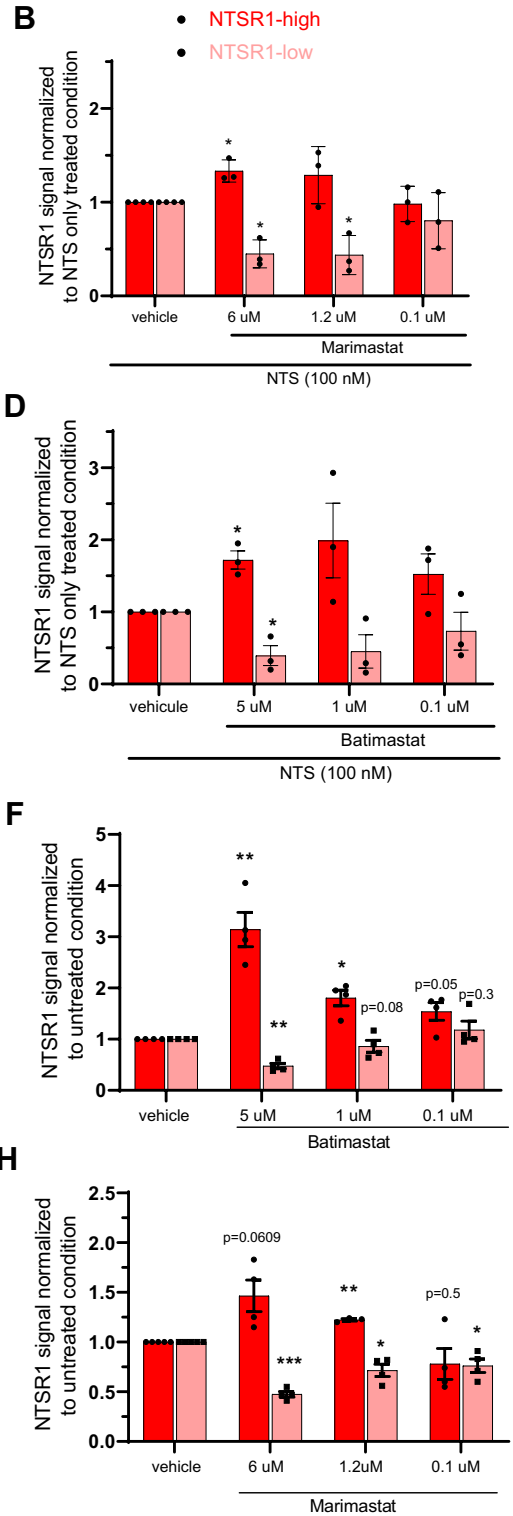 B
NTSR1-high
NTSR1-low
NTSR1 signal normalized
to NTS only treated condition
2
1
0
*
*
*
vehicle 6 uM 1.2 uM 0.1 uM
Marimastat
NTS (100 nM)
D
NTSR1 signal normalized
to NTS only treated condition
3
2
1
0
*
*
vehicule 5 uM 1 uM 0.1 uM
Batimastat
NTS (100 nM)
F
NTSR1 signal normalized
to untreated condition
5
4
3
2
1
0
**
**
*
p=0.08
p=0.05
p=0.3
vehicle 5 uM 1 uM 0.1 uM
Batimastat
H
NTSR1 signal normalized
to untreated condition
2.5
2.0
1.5
1.0
0.5
0.0
p=0.0609
***
**
*
p=0.5
*
vehicle 6 uM 1.2uM 0.1 uM
Marimastat